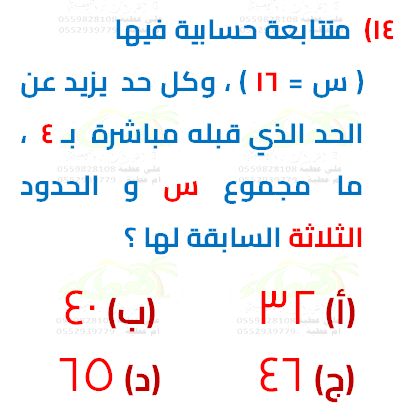 ١٤) متتابعة حسابية فيها
( س = ١٦ ) ، وكل حد يزيد عن
الحد الذي قبله مباشرة بـ ٤ ،
ما مجموع س و الحدود
الثلاثة السابقة لها ؟
(أ) ٣٢ (ب) ٤٠
(ج) ٤٦ (د) ٦٥